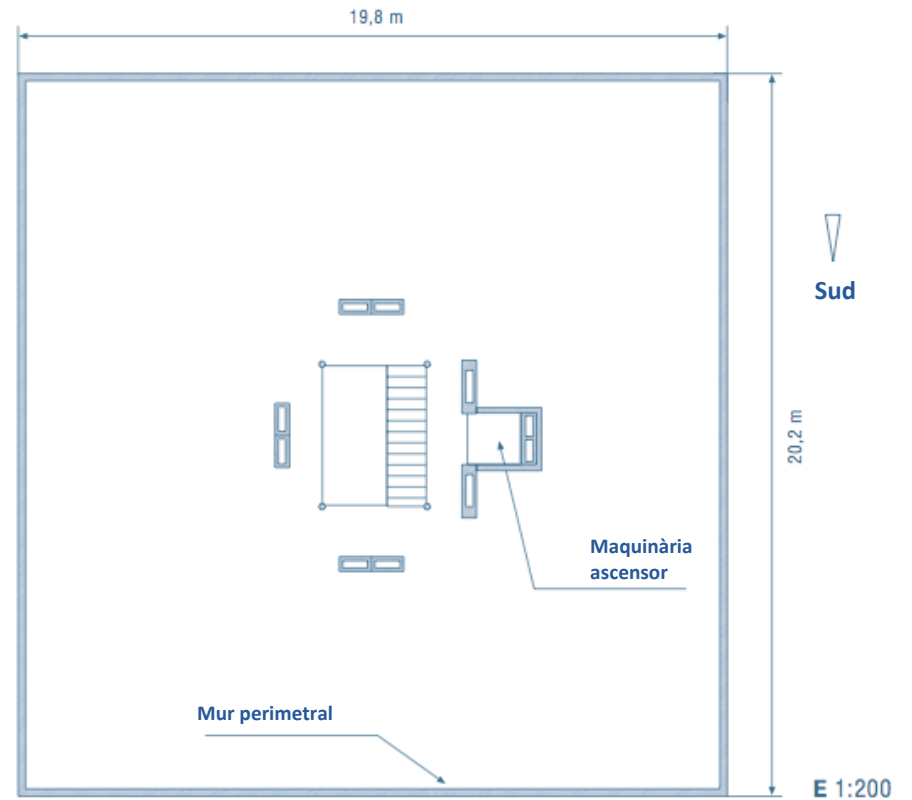 19,8 m
Sud
20,2 m
Maquinària
ascensor
Mur perimetral
E 1:200